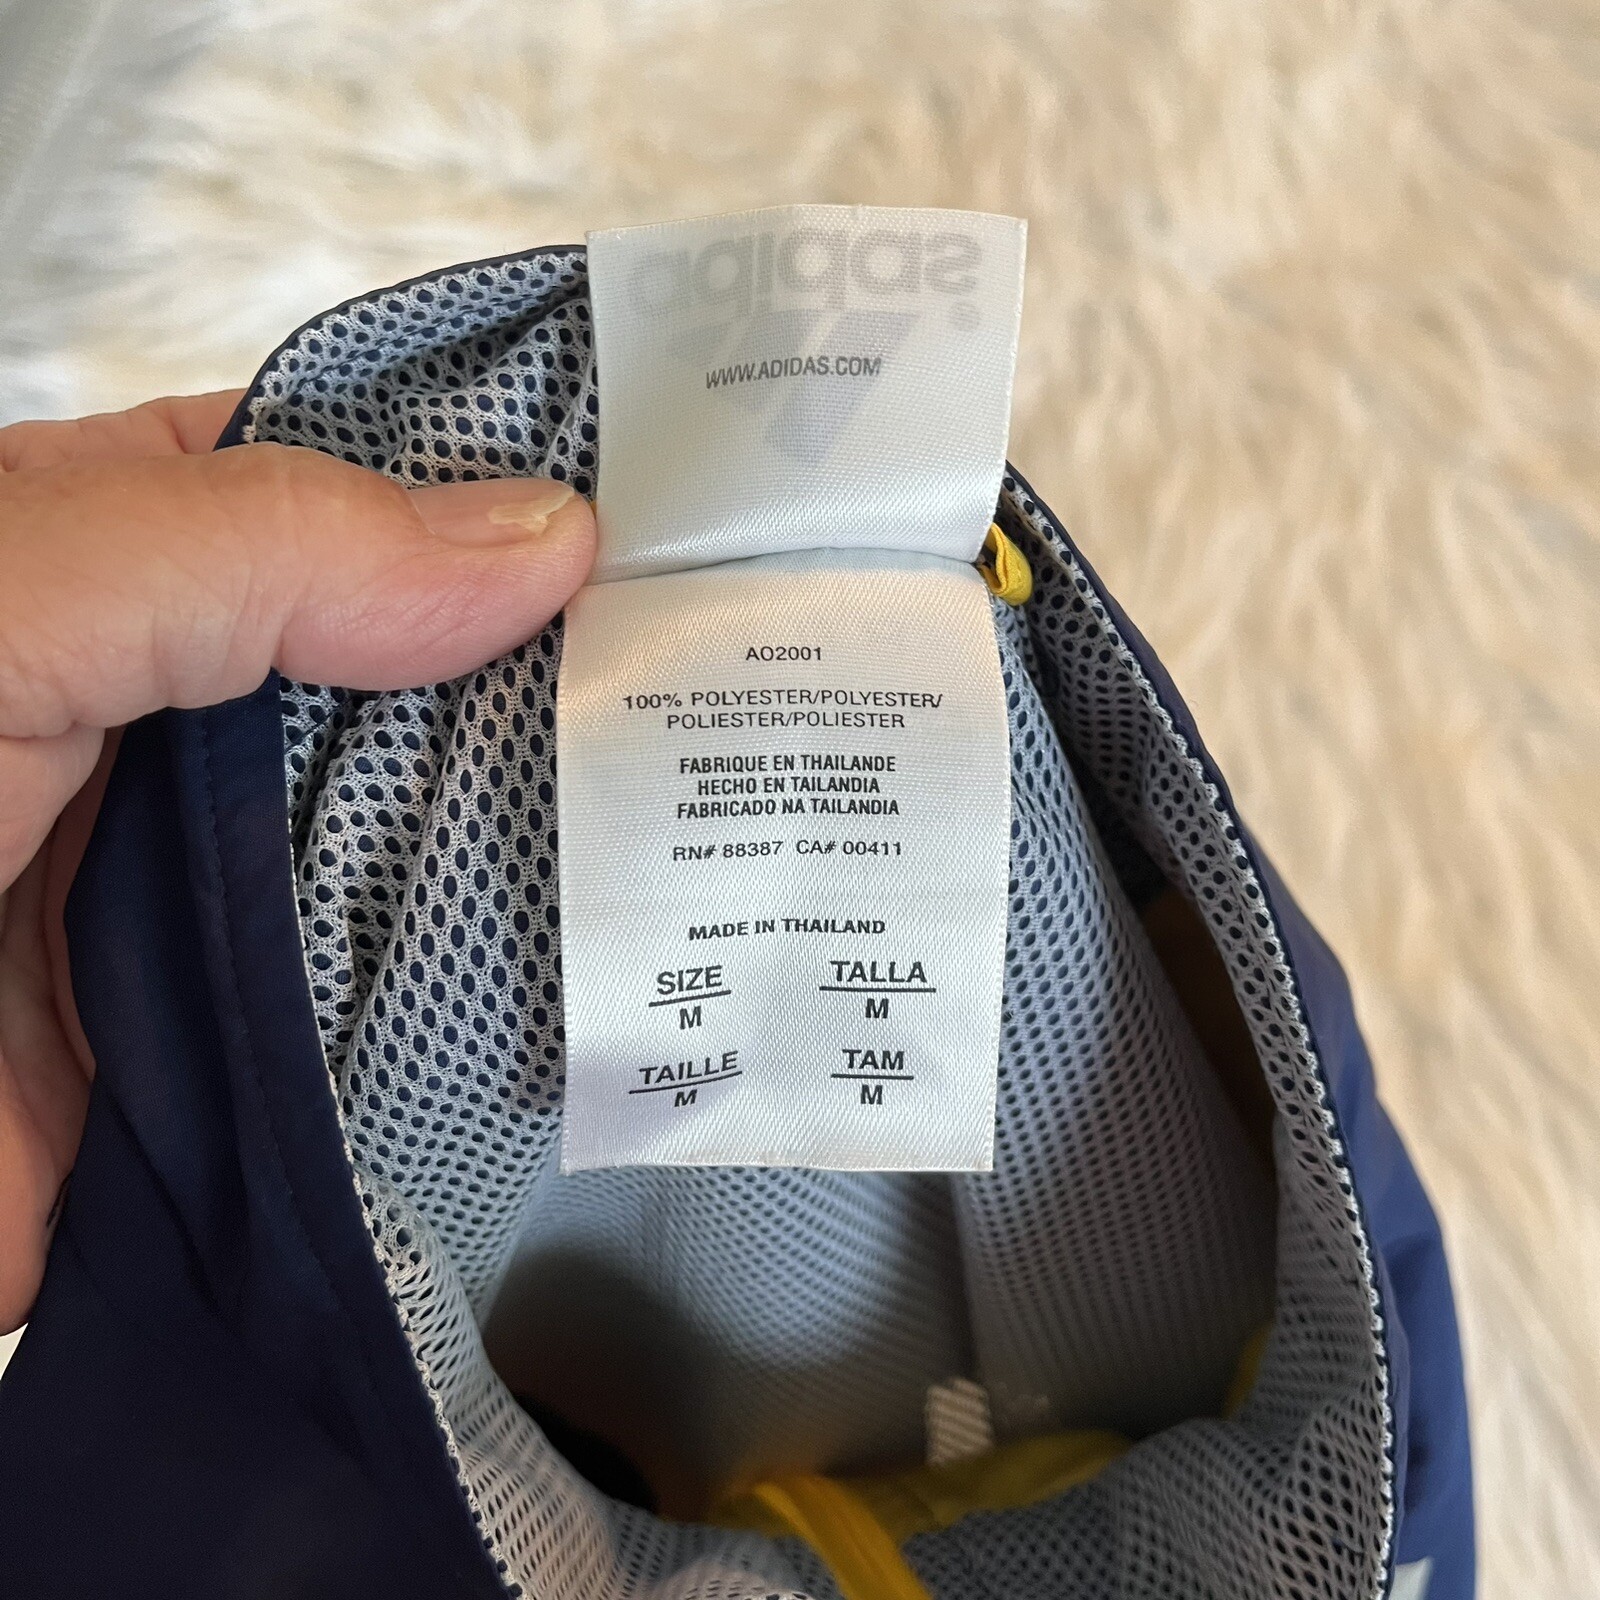 adidas
WWW.ADIDAS.COM
AO2001
100% POLYESTER/POLYESTER/
POLIESTER/POLIESTER
FABRIQUE EN THAILANDE
HECHO EN TAILANDIA
FABRICADO NA TAILANDIA
RN# 88387 CA# 00411
MADE IN THAILAND
SIZE TALLA
M M
TAILLE TAM
M M